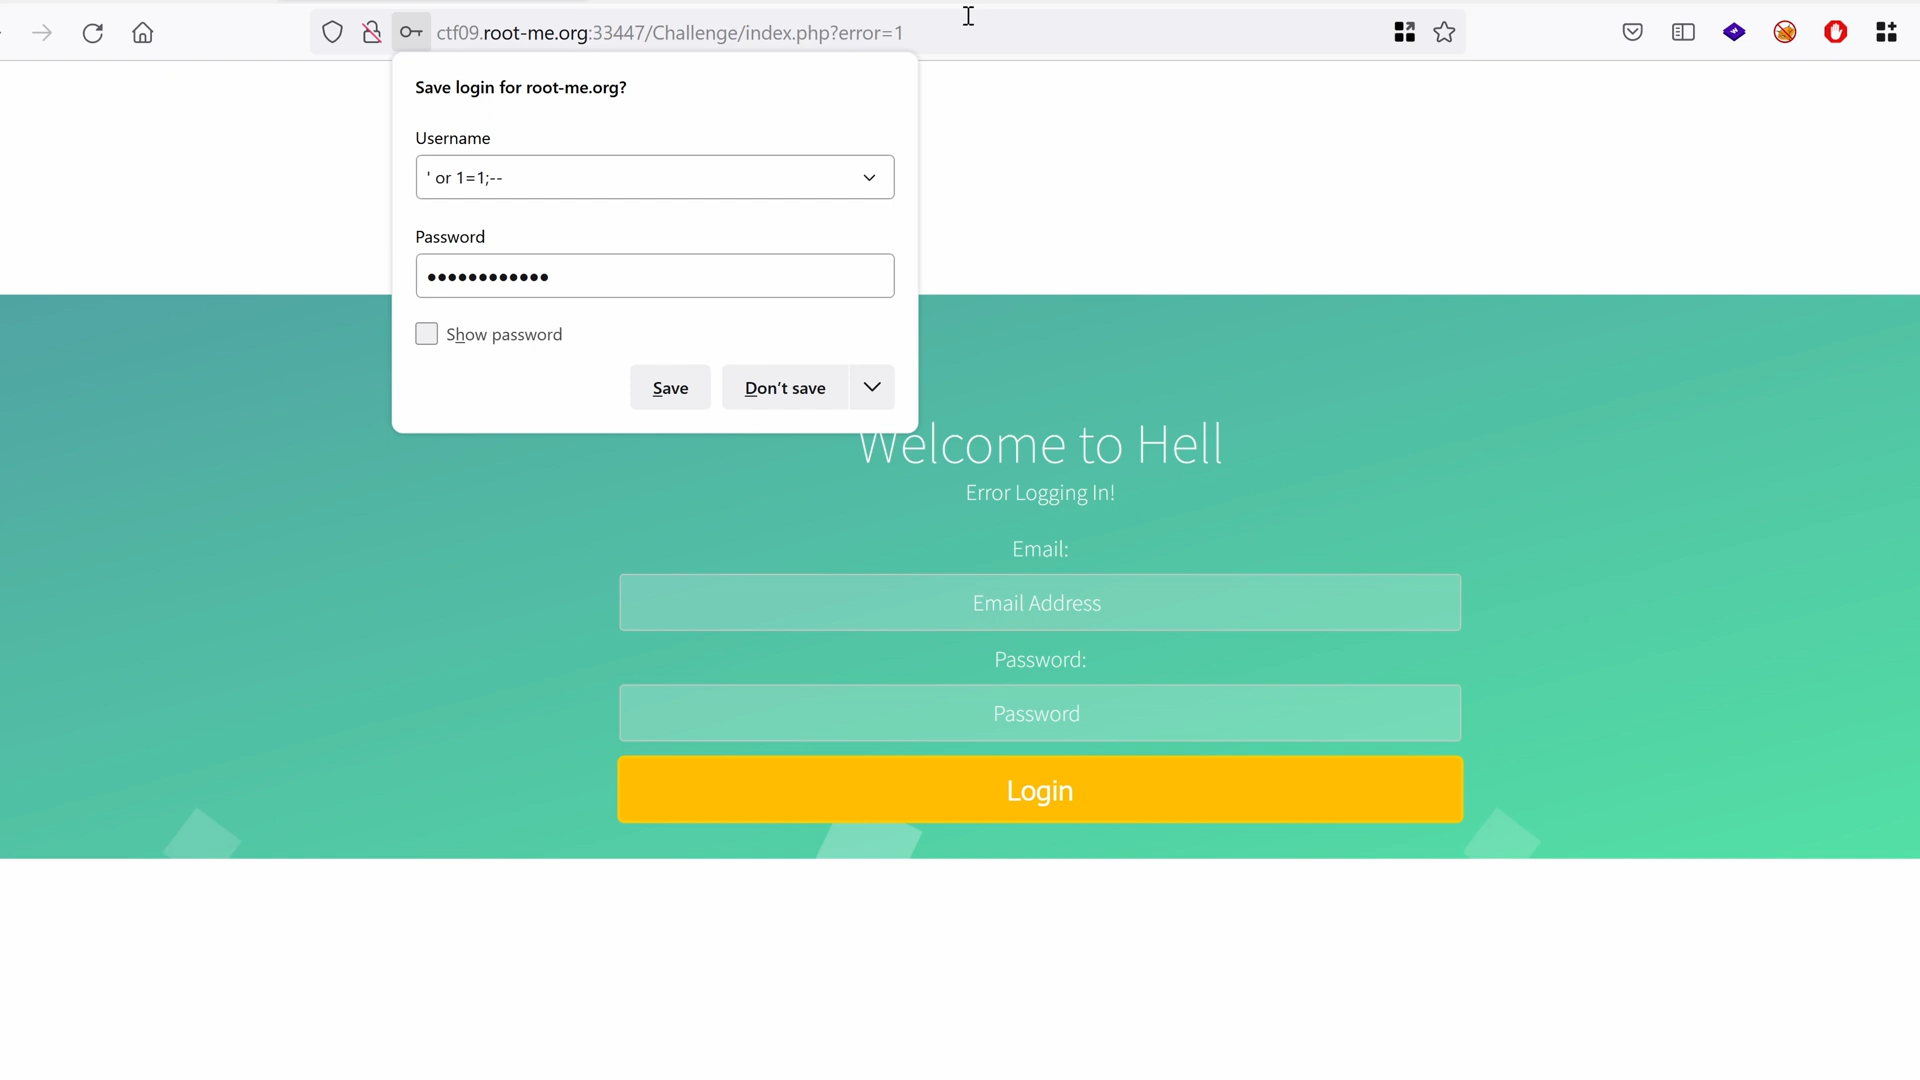 ctf09.root-me.org:33447/Challenge/index.php?error=1
Save login for root-me.org?
Username
' or 1=1;--
Password
••••••••••••
Show password
Save
Don’t save
Welcome to Hell
Error Logging In!
Email:
Email Address
Password:
Password
Login